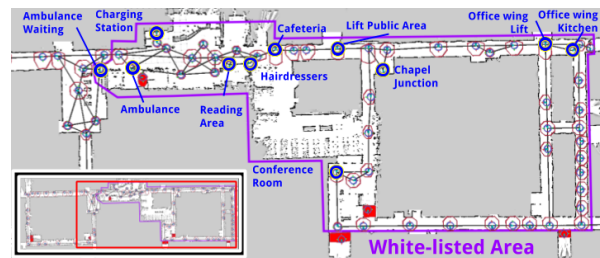 Ambulance
Waiting
Charging
Station
Cafeteria
Lift Public Area
Office wing
Lift
Office wing
Kitchen
Ambulance
Reading
Area
Hairdressers
Chapel
Junction
Conference
Room
White-listed Area